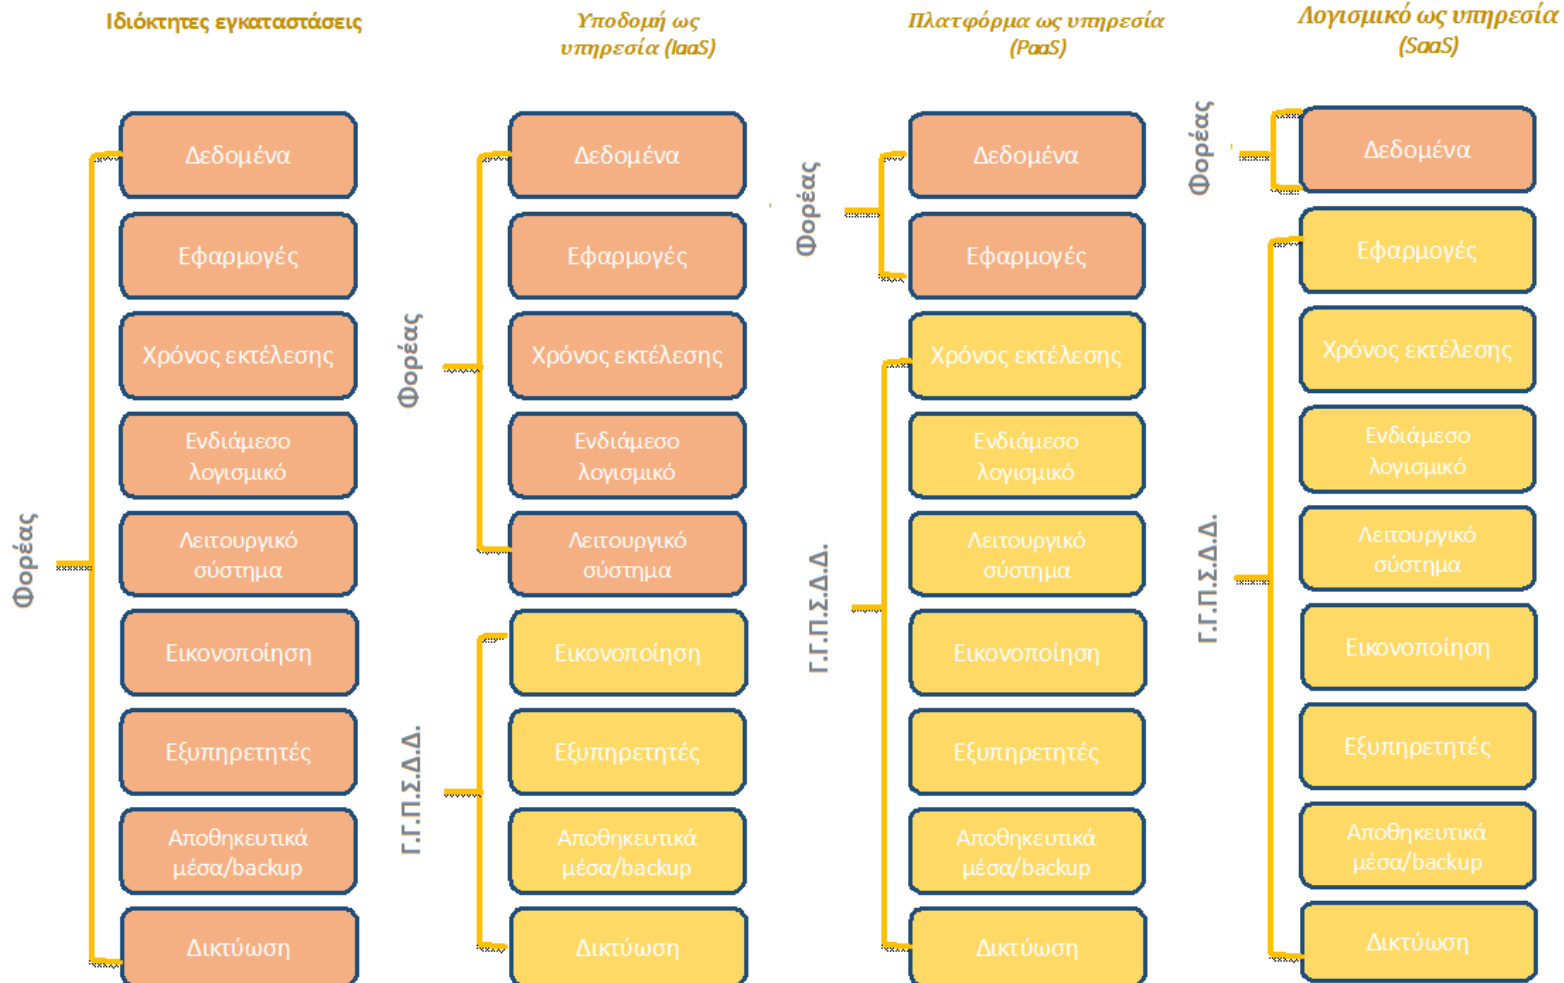 Ιδιόκτητες εγκαταστάσεις
Φορέας
Δεδομένα
Εφαρμογές
Χρόνος εκτέλεσης
Ενδιάμεσο
λογισμικό
Λειτουργικό
σύστημα
Εικονοποίηση
Εξυπηρετητές
Αποθηκευτικά
μέσα/backup
Δικτύωση
Υποδομή ως
υπηρεσία (IaaS)
Φορέας
Δεδομένα
Εφαρμογές
Χρόνος εκτέλεσης
Ενδιάμεσο
λογισμικό
Λειτουργικό
σύστημα
Γ.Γ.Π.Σ.Δ.Δ.
Εικονοποίηση
Εξυπηρετητές
Αποθηκευτικά
μέσα/backup
Δικτύωση
Πλατφόρμα ως υπηρεσία
(PaaS)
Φορέας
Δεδομένα
Εφαρμογές
Γ.Γ.Π.Σ.Δ.Δ.
Χρόνος εκτέλεσης
Ενδιάμεσο
λογισμικό
Λειτουργικό
σύστημα
Εικονοποίηση
Εξυπηρετητές
Αποθηκευτικά
μέσα/backup
Δικτύωση
Λογισμικό ως υπηρεσία
(SaaS)
Φορέας
Δεδομένα
Γ.Γ.Π.Σ.Δ.Δ.
Εφαρμογές
Χρόνος εκτέλεσης
Ενδιάμεσο
λογισμικό
Λειτουργικό
σύστημα
Εικονοποίηση
Εξυπηρετητές
Αποθηκευτικά
μέσα/backup
Δικτύωση